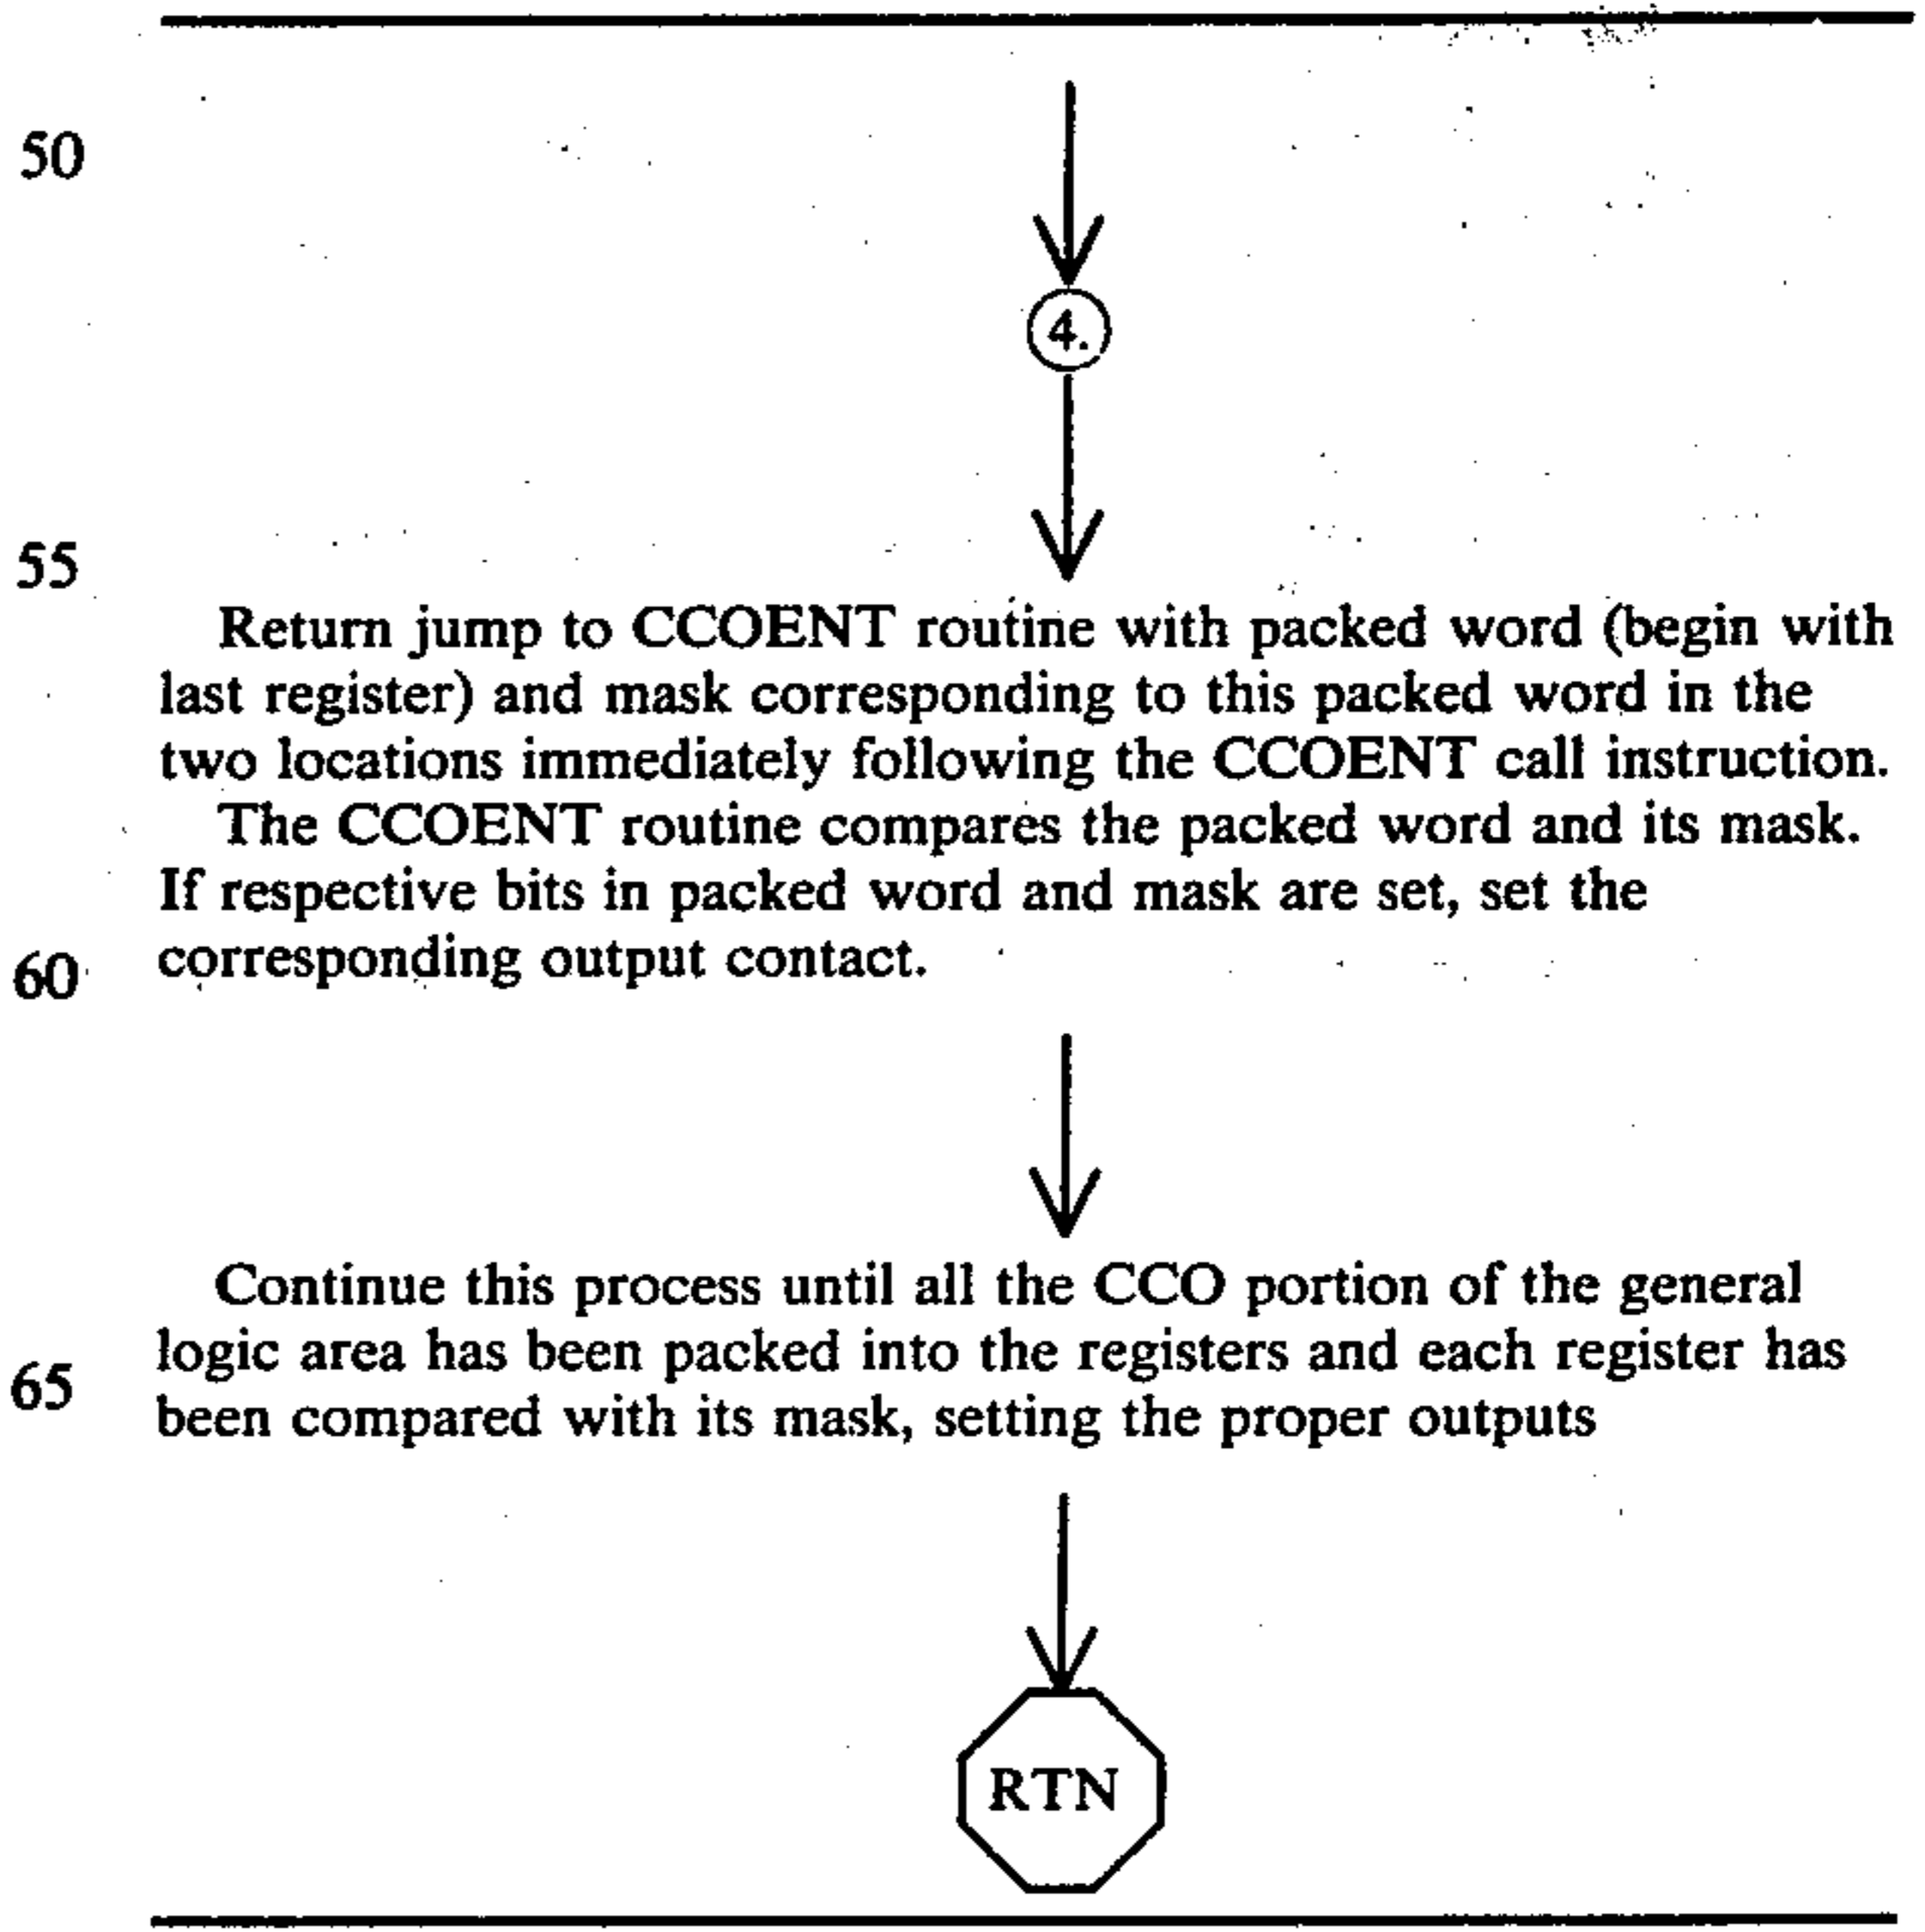 50
4.
55
Return jump to CCOENT routine with packed word (begin with
last register) and mask corresponding to this packed word in the
two locations immediately following the CCOENT call instruction.
The CCOENT routine compares the packed word and its mask.
If respective bits in packed word and mask are set, set the
60 corresponding output contact.
Continue this process until all the CCO portion of the general
65 logic area has been packed into the registers and each register has
been compared with its mask, setting the proper outputs
RTN